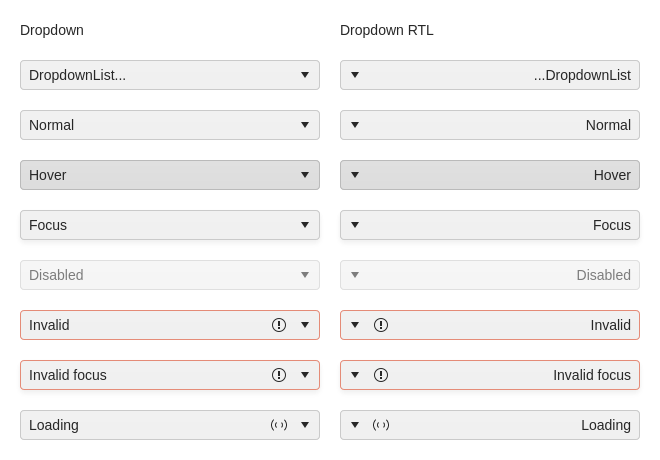 Dropdown
Dropdown RTL
DropdownList...
...DropdownList
Normal
Normal
Hover
Hover
Focus
Focus
Disabled
Disabled
Invalid
Invalid
Invalid focus
Invalid focus
Loading
Loading